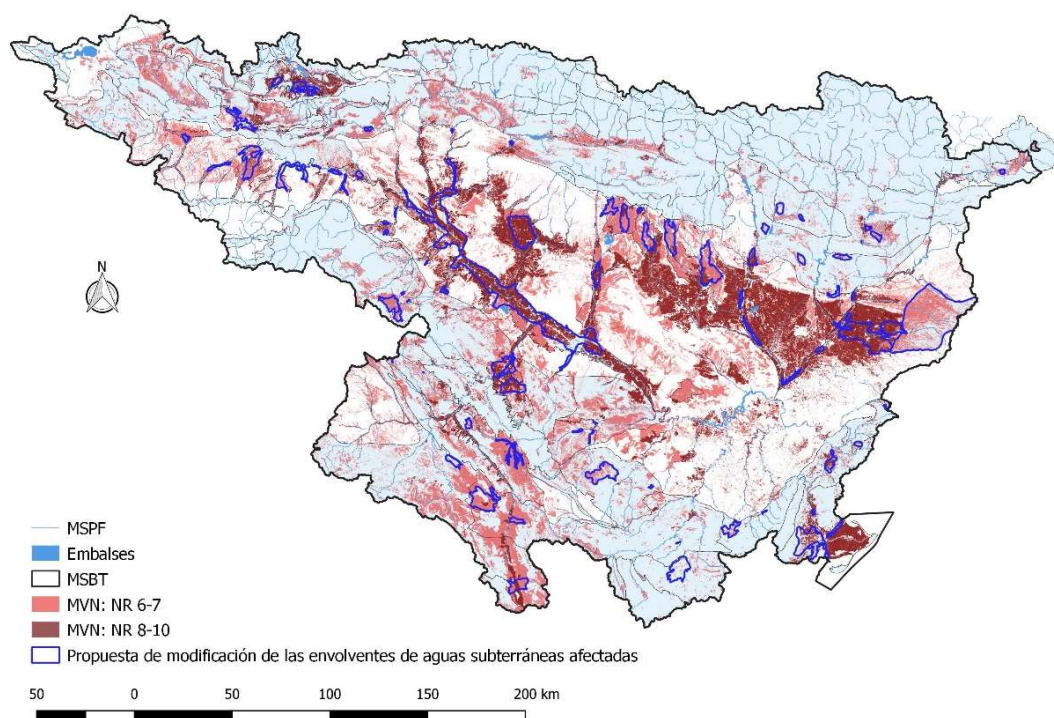 N
MSPF
Embalses
MSBT
MVN: NR 6-7
MVN: NR 8-10
Propuesta de modificación de las envolventes de aguas subterráneas afectadas
50 0 50 100 150 200 km